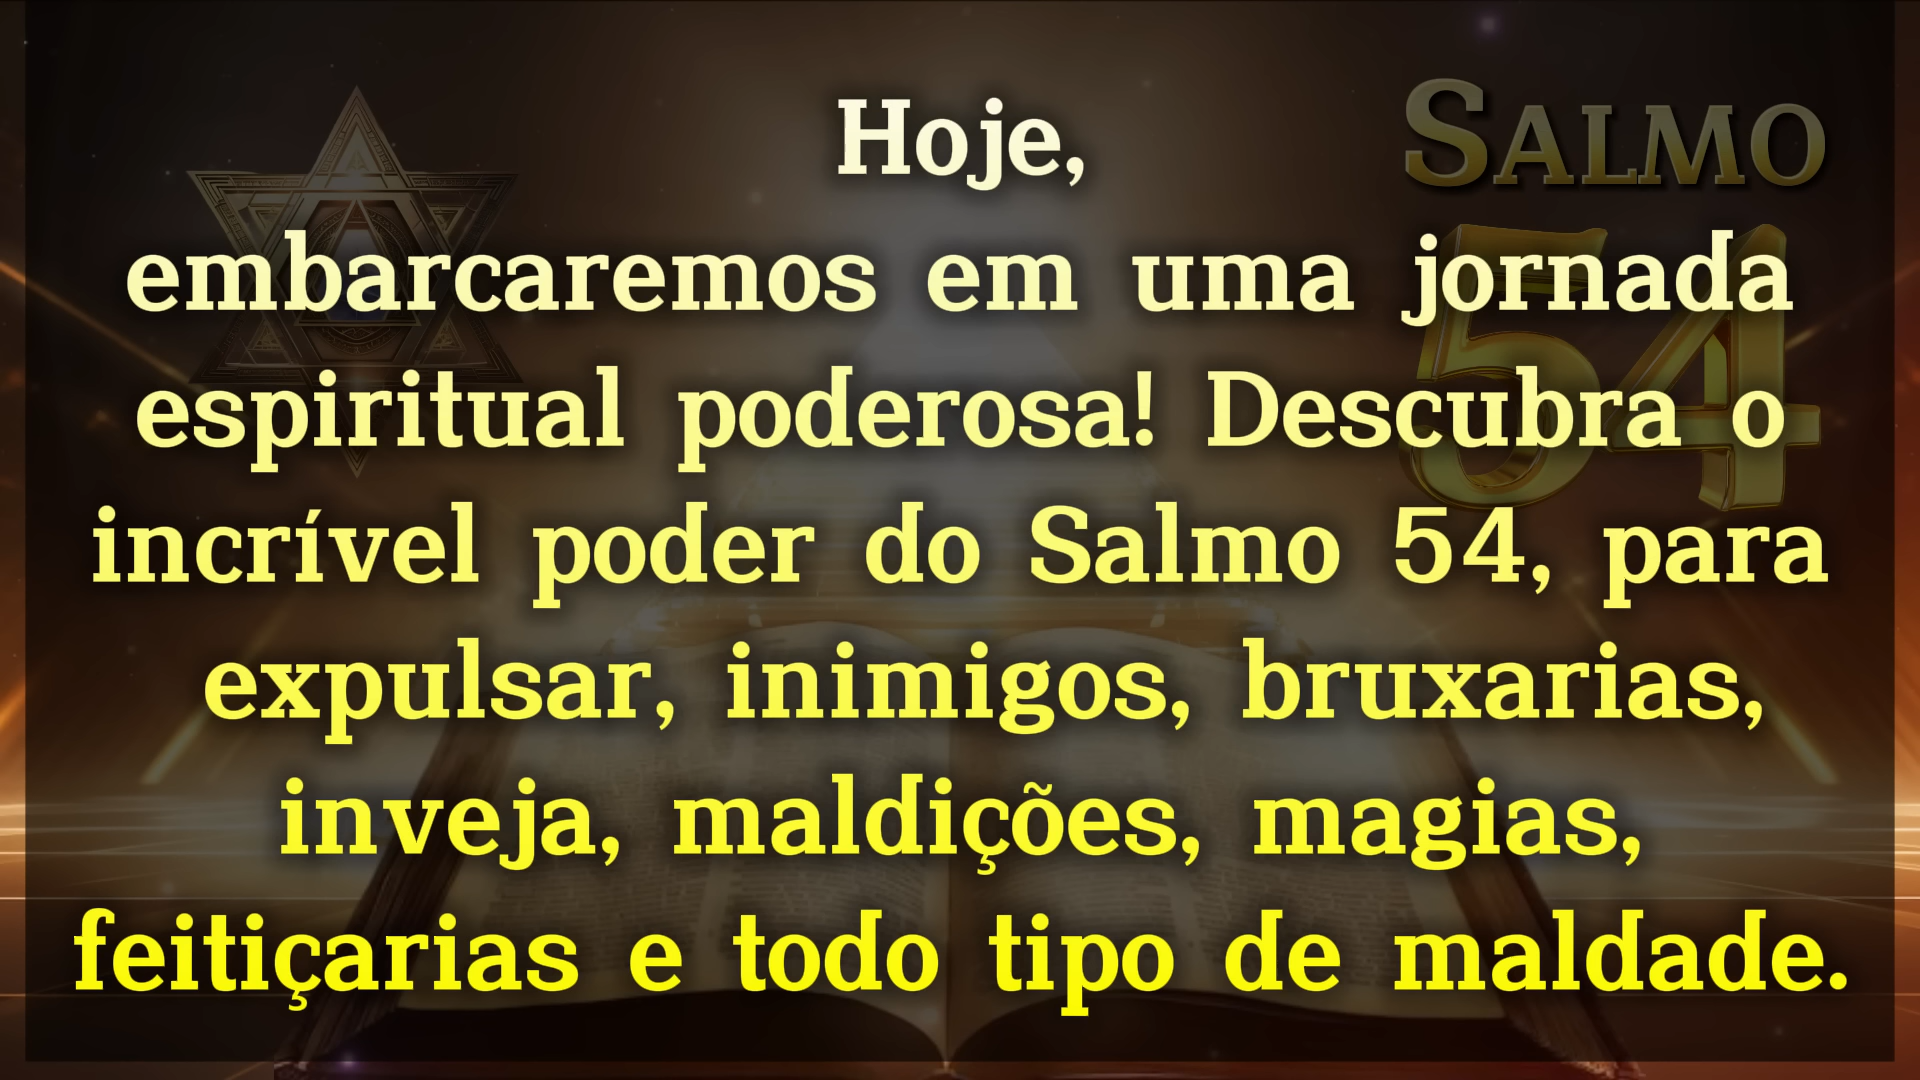 Hoje,
SALMO
embarcaremos em uma jornada
54
espiritual poderosa! Descubra o
incrível poder do Salmo 54, para
expulsar, inimigos, bruxarias,
inveja, maldições, magias,
feitiçarias e todo tipo de maldade.